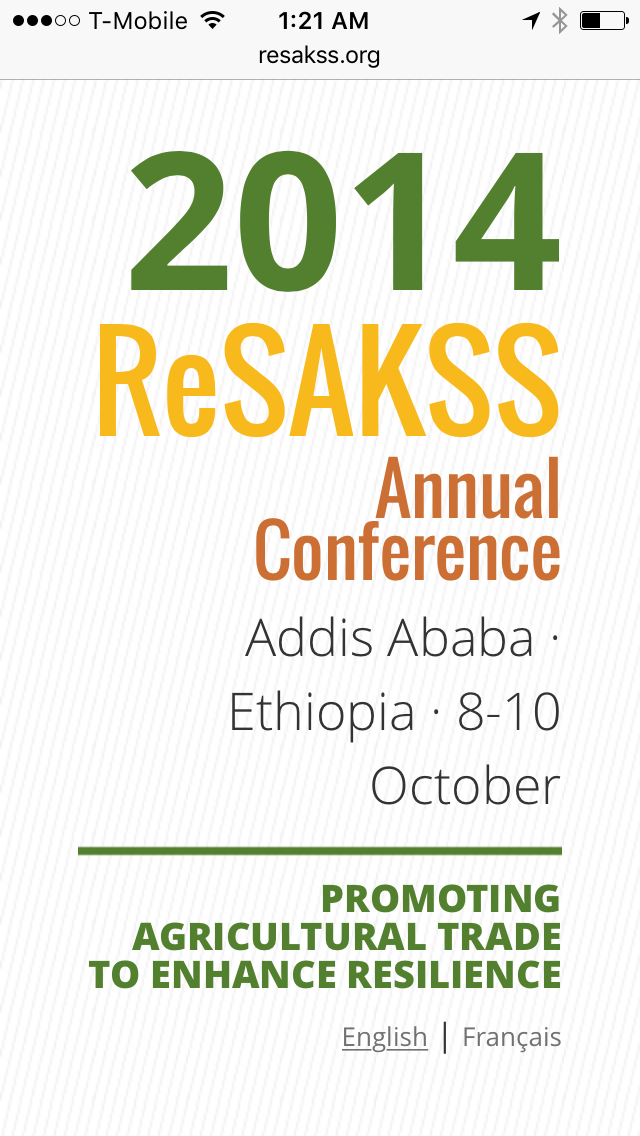 T-Mobile 1:21 AM
resakss.org
2014
ReSAKSS
Annual
Conference
Addis Ababa ·
Ethiopia · 8-10
October
PROMOTING
AGRICULTURAL TRADE
TO ENHANCE RESILIENCE
English | Français